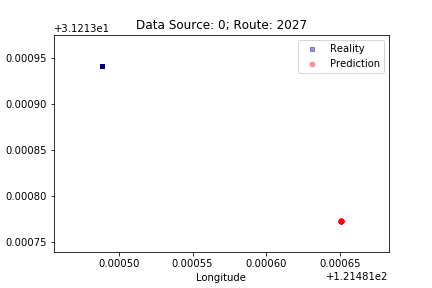 Data Source: 0; Route: 2027
+3.1213e1
Reality
Prediction
0.00095
0.00090
0.00085
0.00080
0.00075
0.00050 0.00055 0.00060 0.00065
Longitude
+1.21481e2